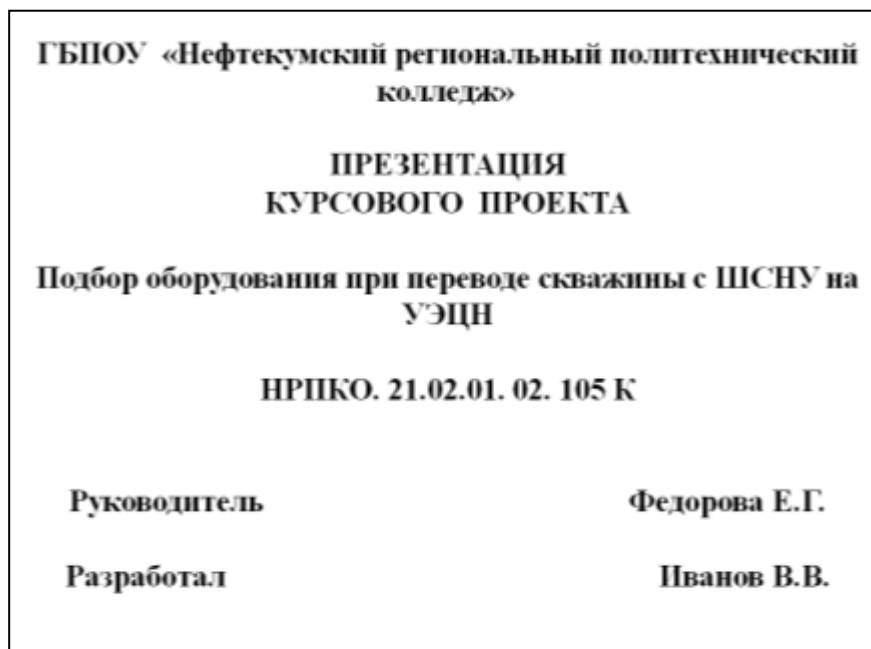 ГБПОУ «Нефтекумский региональный политехнический
колледж»
ПРЕЗЕНТАЦИЯ
КУРСОВОГО ПРОЕКТА
Подбор оборудования при переводе скважины с ШСНУ на
УЭЦН
НРПКО. 21.02.01. 02. 105 К
Руководитель Федорова Е.Г.
Разработал Иванов В.В.